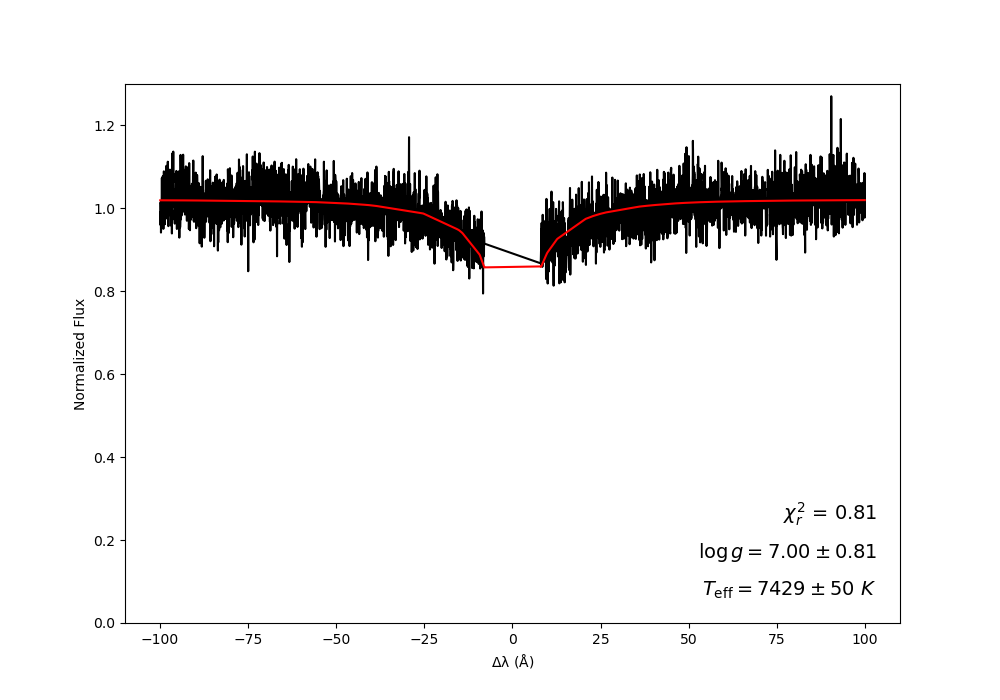 1.2
1.0
0.8
0.6
0.4
0.2
0.0
Normalized Flux
χ²ᵣ = 0.81
log g = 7.00 ± 0.81
T_eff = 7429 ± 50 K
−100 −75 −50 −25 0 25 50 75 100
Δλ (Å)